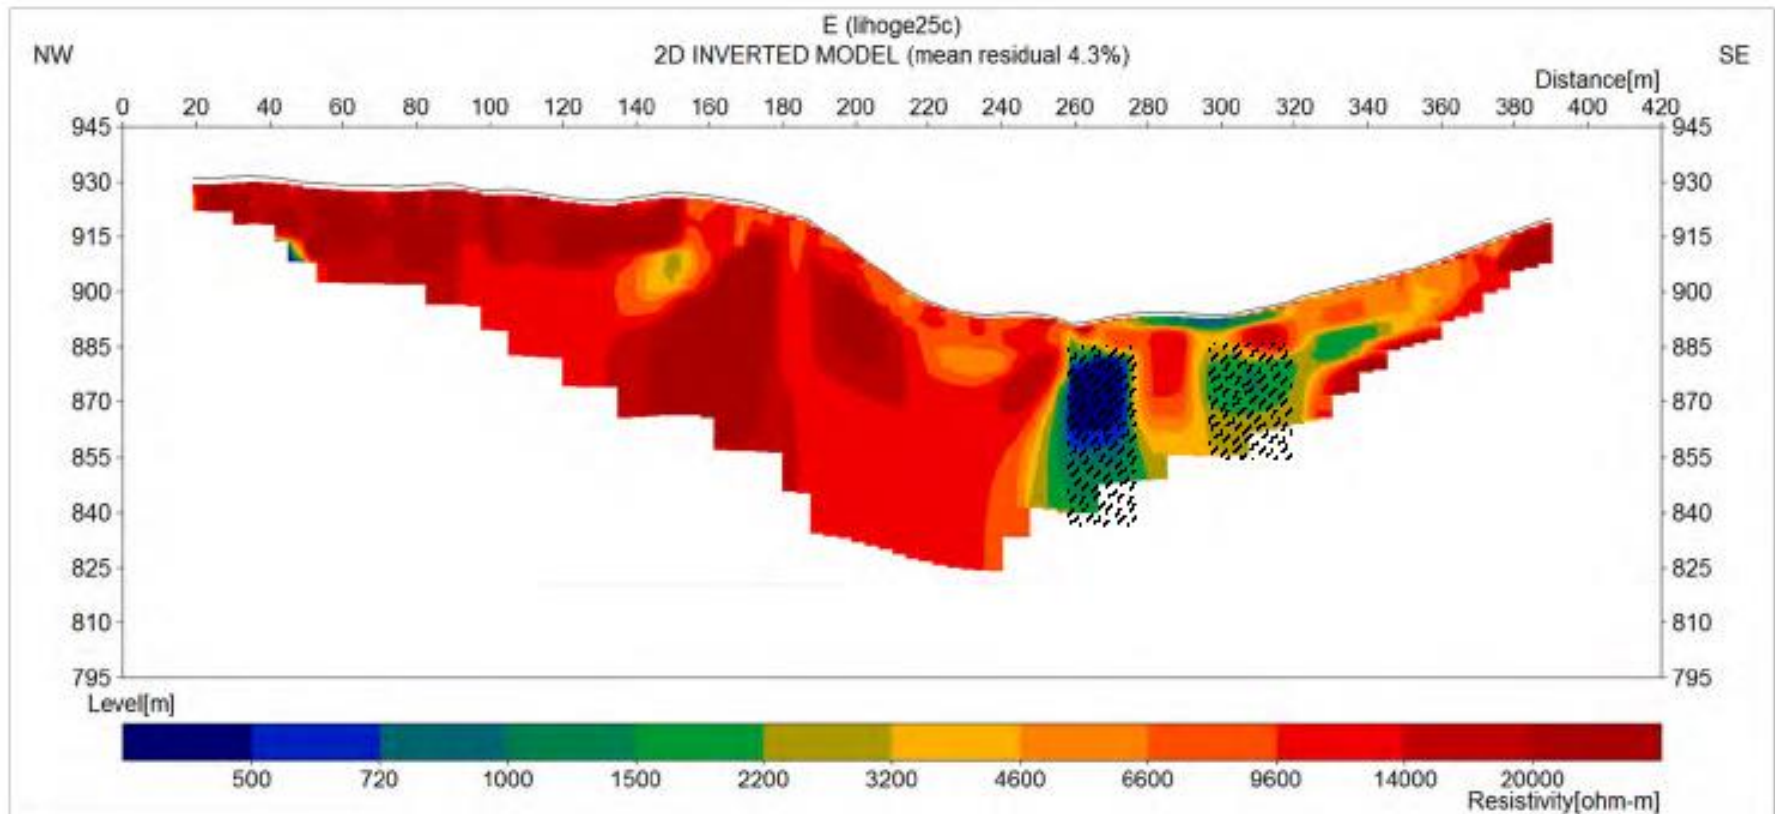 E (lihoge25c)
NW 2D INVERTED MODEL (mean residual 4.3%) SE
Distance[m]
0 20 40 60 80 100 120 140 160 180 200 220 240 260 280 300 320 340 360 380 400 420
945 945
930 930
915 915
900 900
885 885
870 870
855 855
840 840
825 825
810 810
795 795
Level[m]
500 720 1000 1500 2200 3200 4600 6600 9600 14000 20000
Resistivity[ohm-m]